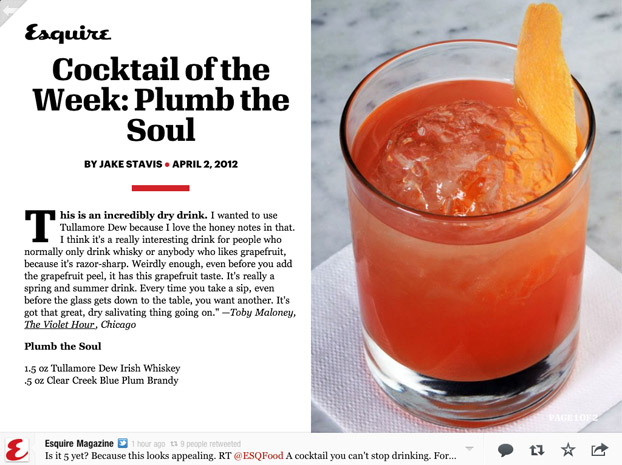 Esquire
Cocktail of the
Week: Plumb the
Soul
BY JAKE STAVIS • APRIL 2, 2012
This is an incredibly dry drink. I wanted to use
Tullamore Dew because I love the honey notes in that.
I think it's a really interesting drink for people who
normally only drink whisky or anybody who likes grapefruit,
because it's razor-sharp. Weirdly enough, even before you add
the grapefruit peel, it has this grapefruit taste. It's really a
spring and summer drink. Every time you take a sip, even
before the glass gets down to the table, you want another. It's
got that great, dry salivating thing going on." —Toby Maloney,
The Violet Hour, Chicago
Plumb the Soul
1.5 oz Tullamore Dew Irish Whiskey
.5 oz Clear Creek Blue Plum Brandy
PAGE 1 OF 2
Esquire Magazine 1 hour ago 9 people retweeted
Is it 5 yet? Because this looks appealing. RT @ESQFood A cocktail you can't stop drinking. For...